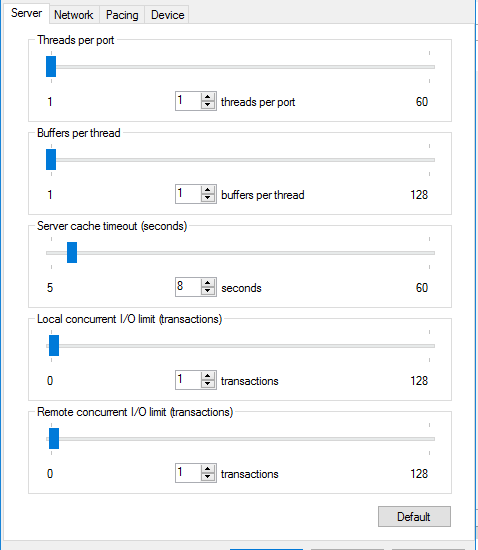 Server Network Pacing Device
Threads per port
1 1 threads per port 60
Buffers per thread
1 1 buffers per thread 128
Server cache timeout (seconds)
5 8 seconds 60
Local concurrent I/O limit (transactions)
0 1 transactions 128
Remote concurrent I/O limit (transactions)
0 1 transactions 128
Default